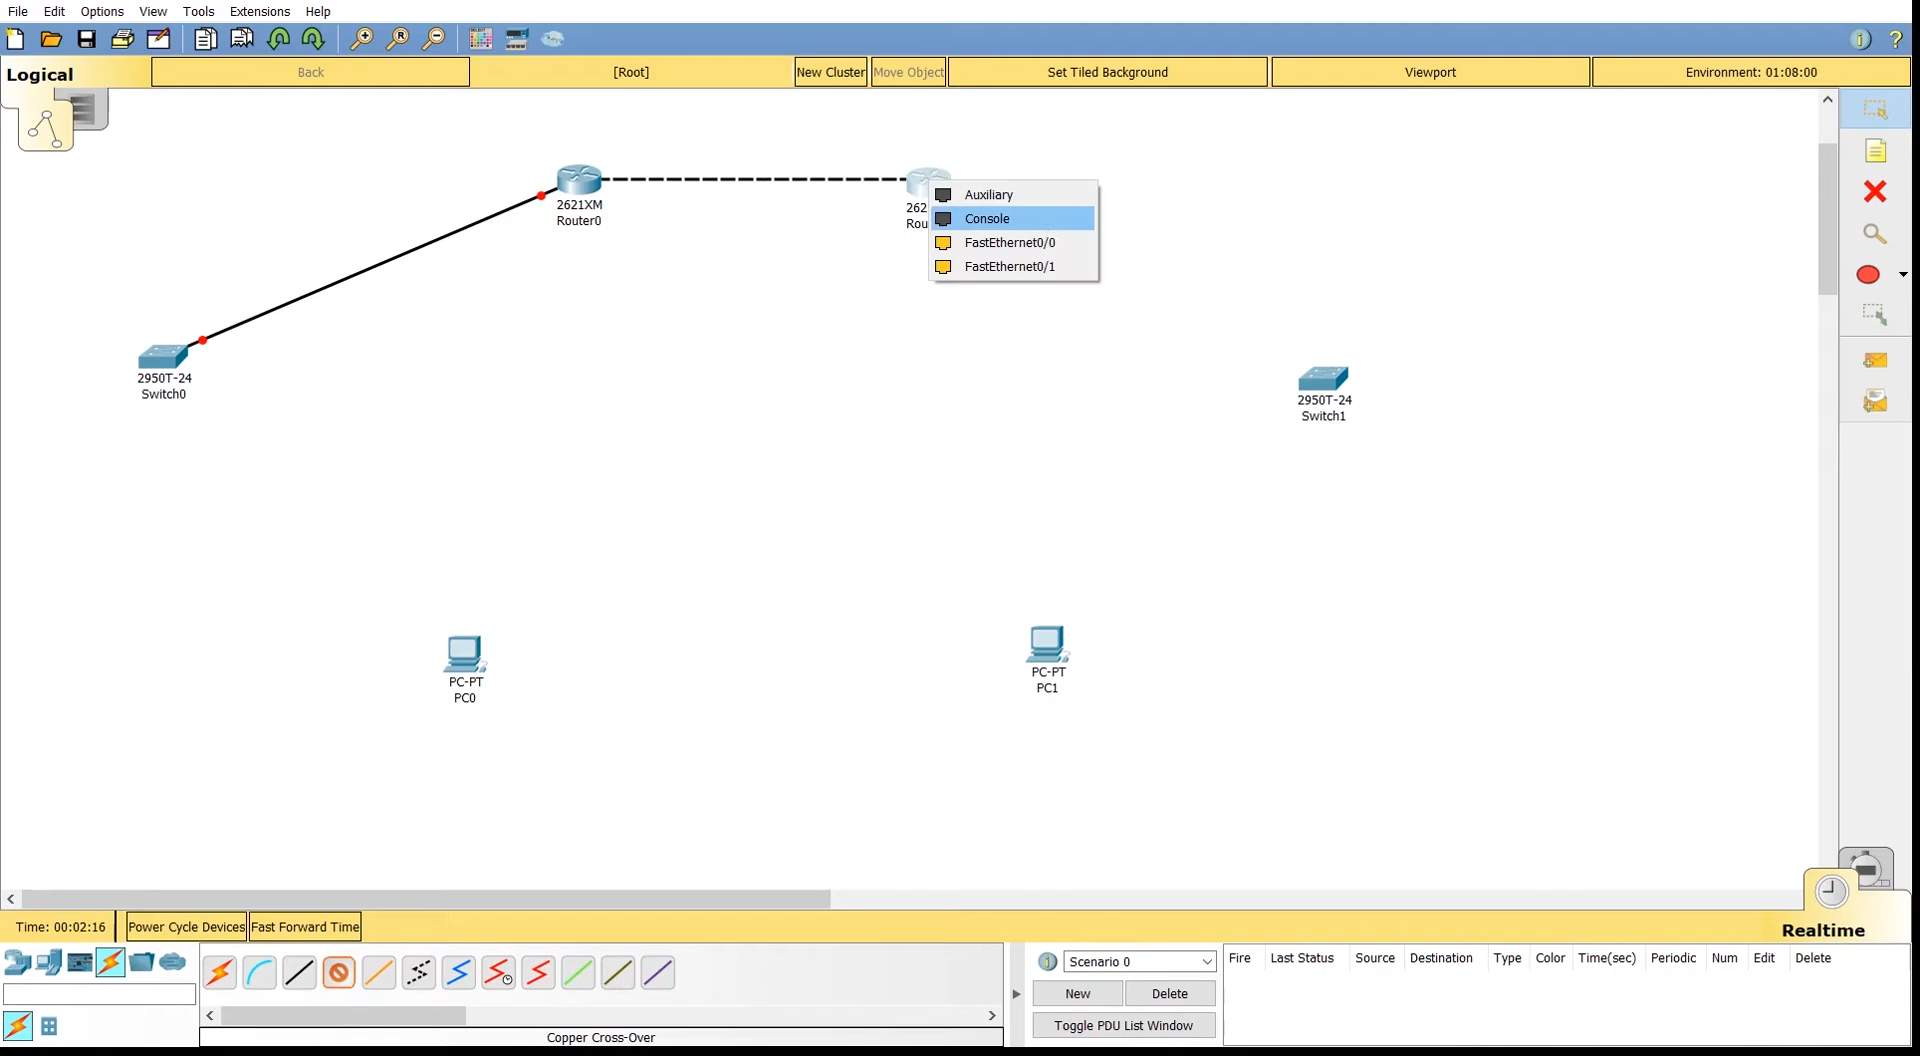 File Edit Options View Tools Extensions Help
Logical Back [Root] New Cluster Move Object Set Tiled Background Viewport Environment: 01:08:00
2621XM
Router0
262
Rou
Auxiliary
Console
FastEthernet0/0
FastEthernet0/1
2950T-24
Switch0
2950T-24
Switch1
PC-PT
PC0
PC-PT
PC1
Time: 00:02:16 Power Cycle Devices Fast Forward Time Realtime
Scenario 0
New Delete
Toggle PDU List Window
Fire Last Status Source Destination Type Color Time(sec) Periodic Num Edit Delete
Copper Cross-Over